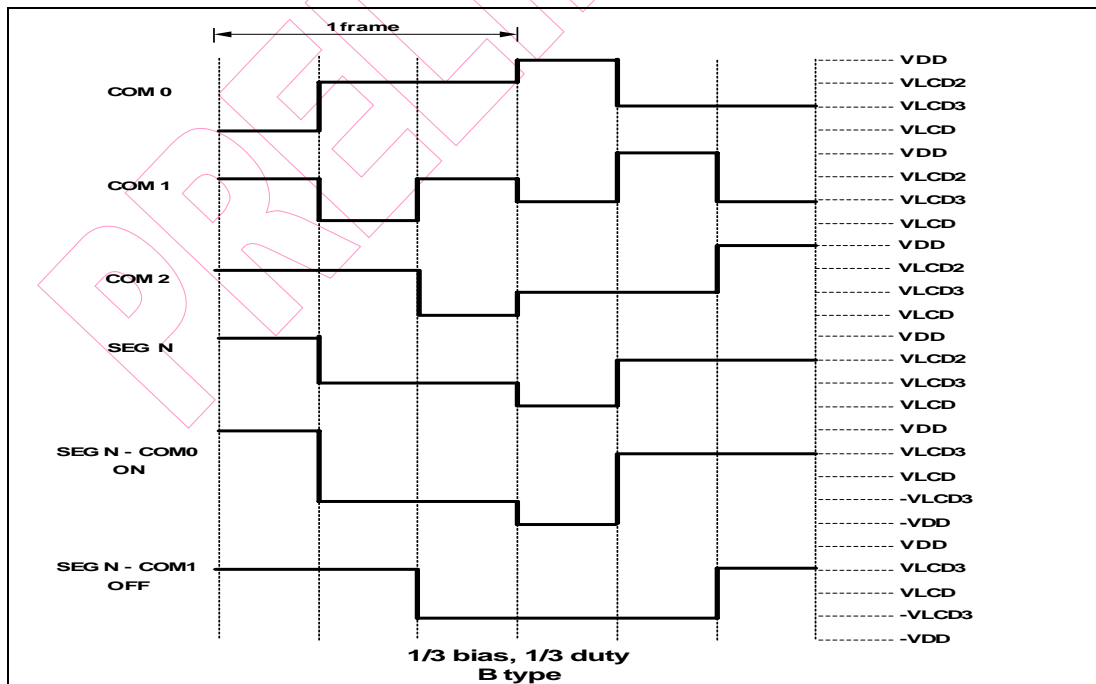 1 frame
COM 0
VDD
VLCD2
VLCD3
VLCD
COM 1
VDD
VLCD2
VLCD3
VLCD
COM 2
VDD
VLCD2
VLCD3
VLCD
SEG N
VDD
VLCD2
VLCD3
VLCD
SEG N - COM0
ON
VDD
VLCD3
VLCD
-VLCD3
-VDD
SEG N - COM1
OFF
VDD
VLCD3
VLCD
-VLCD3
-VDD
1/3 bias, 1/3 duty
B type